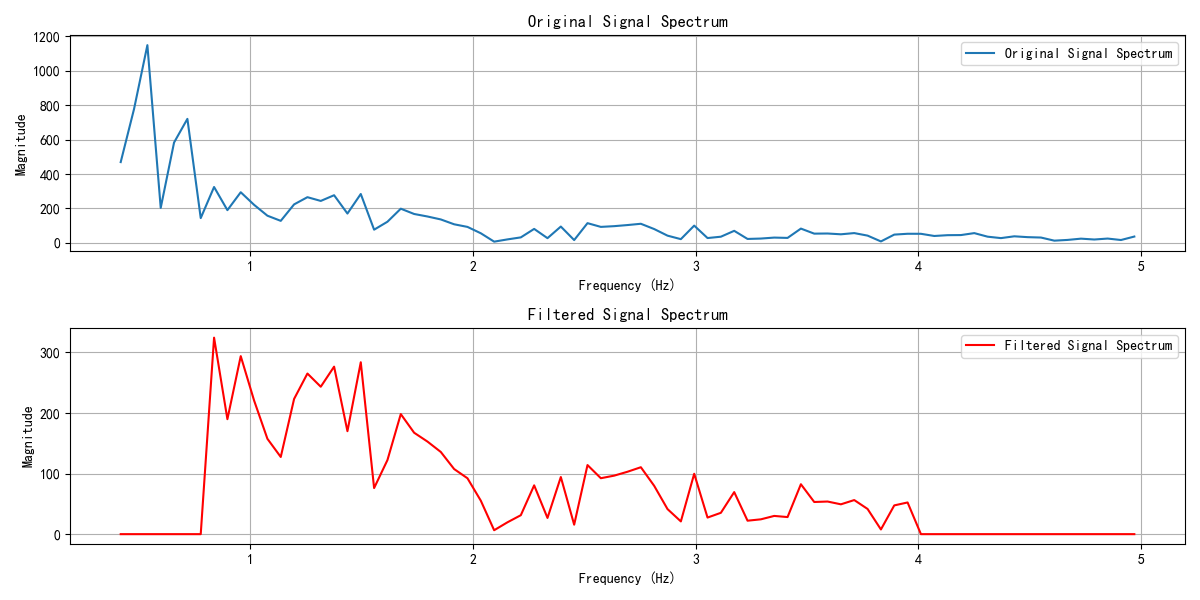 Original Signal Spectrum
1200
1000
800
600
400
200
0
Magnitude
Original Signal Spectrum
1 2 3 4 5
Frequency (Hz)
Filtered Signal Spectrum
300
200
100
0
Magnitude
Filtered Signal Spectrum
1 2 3 4 5
Frequency (Hz)